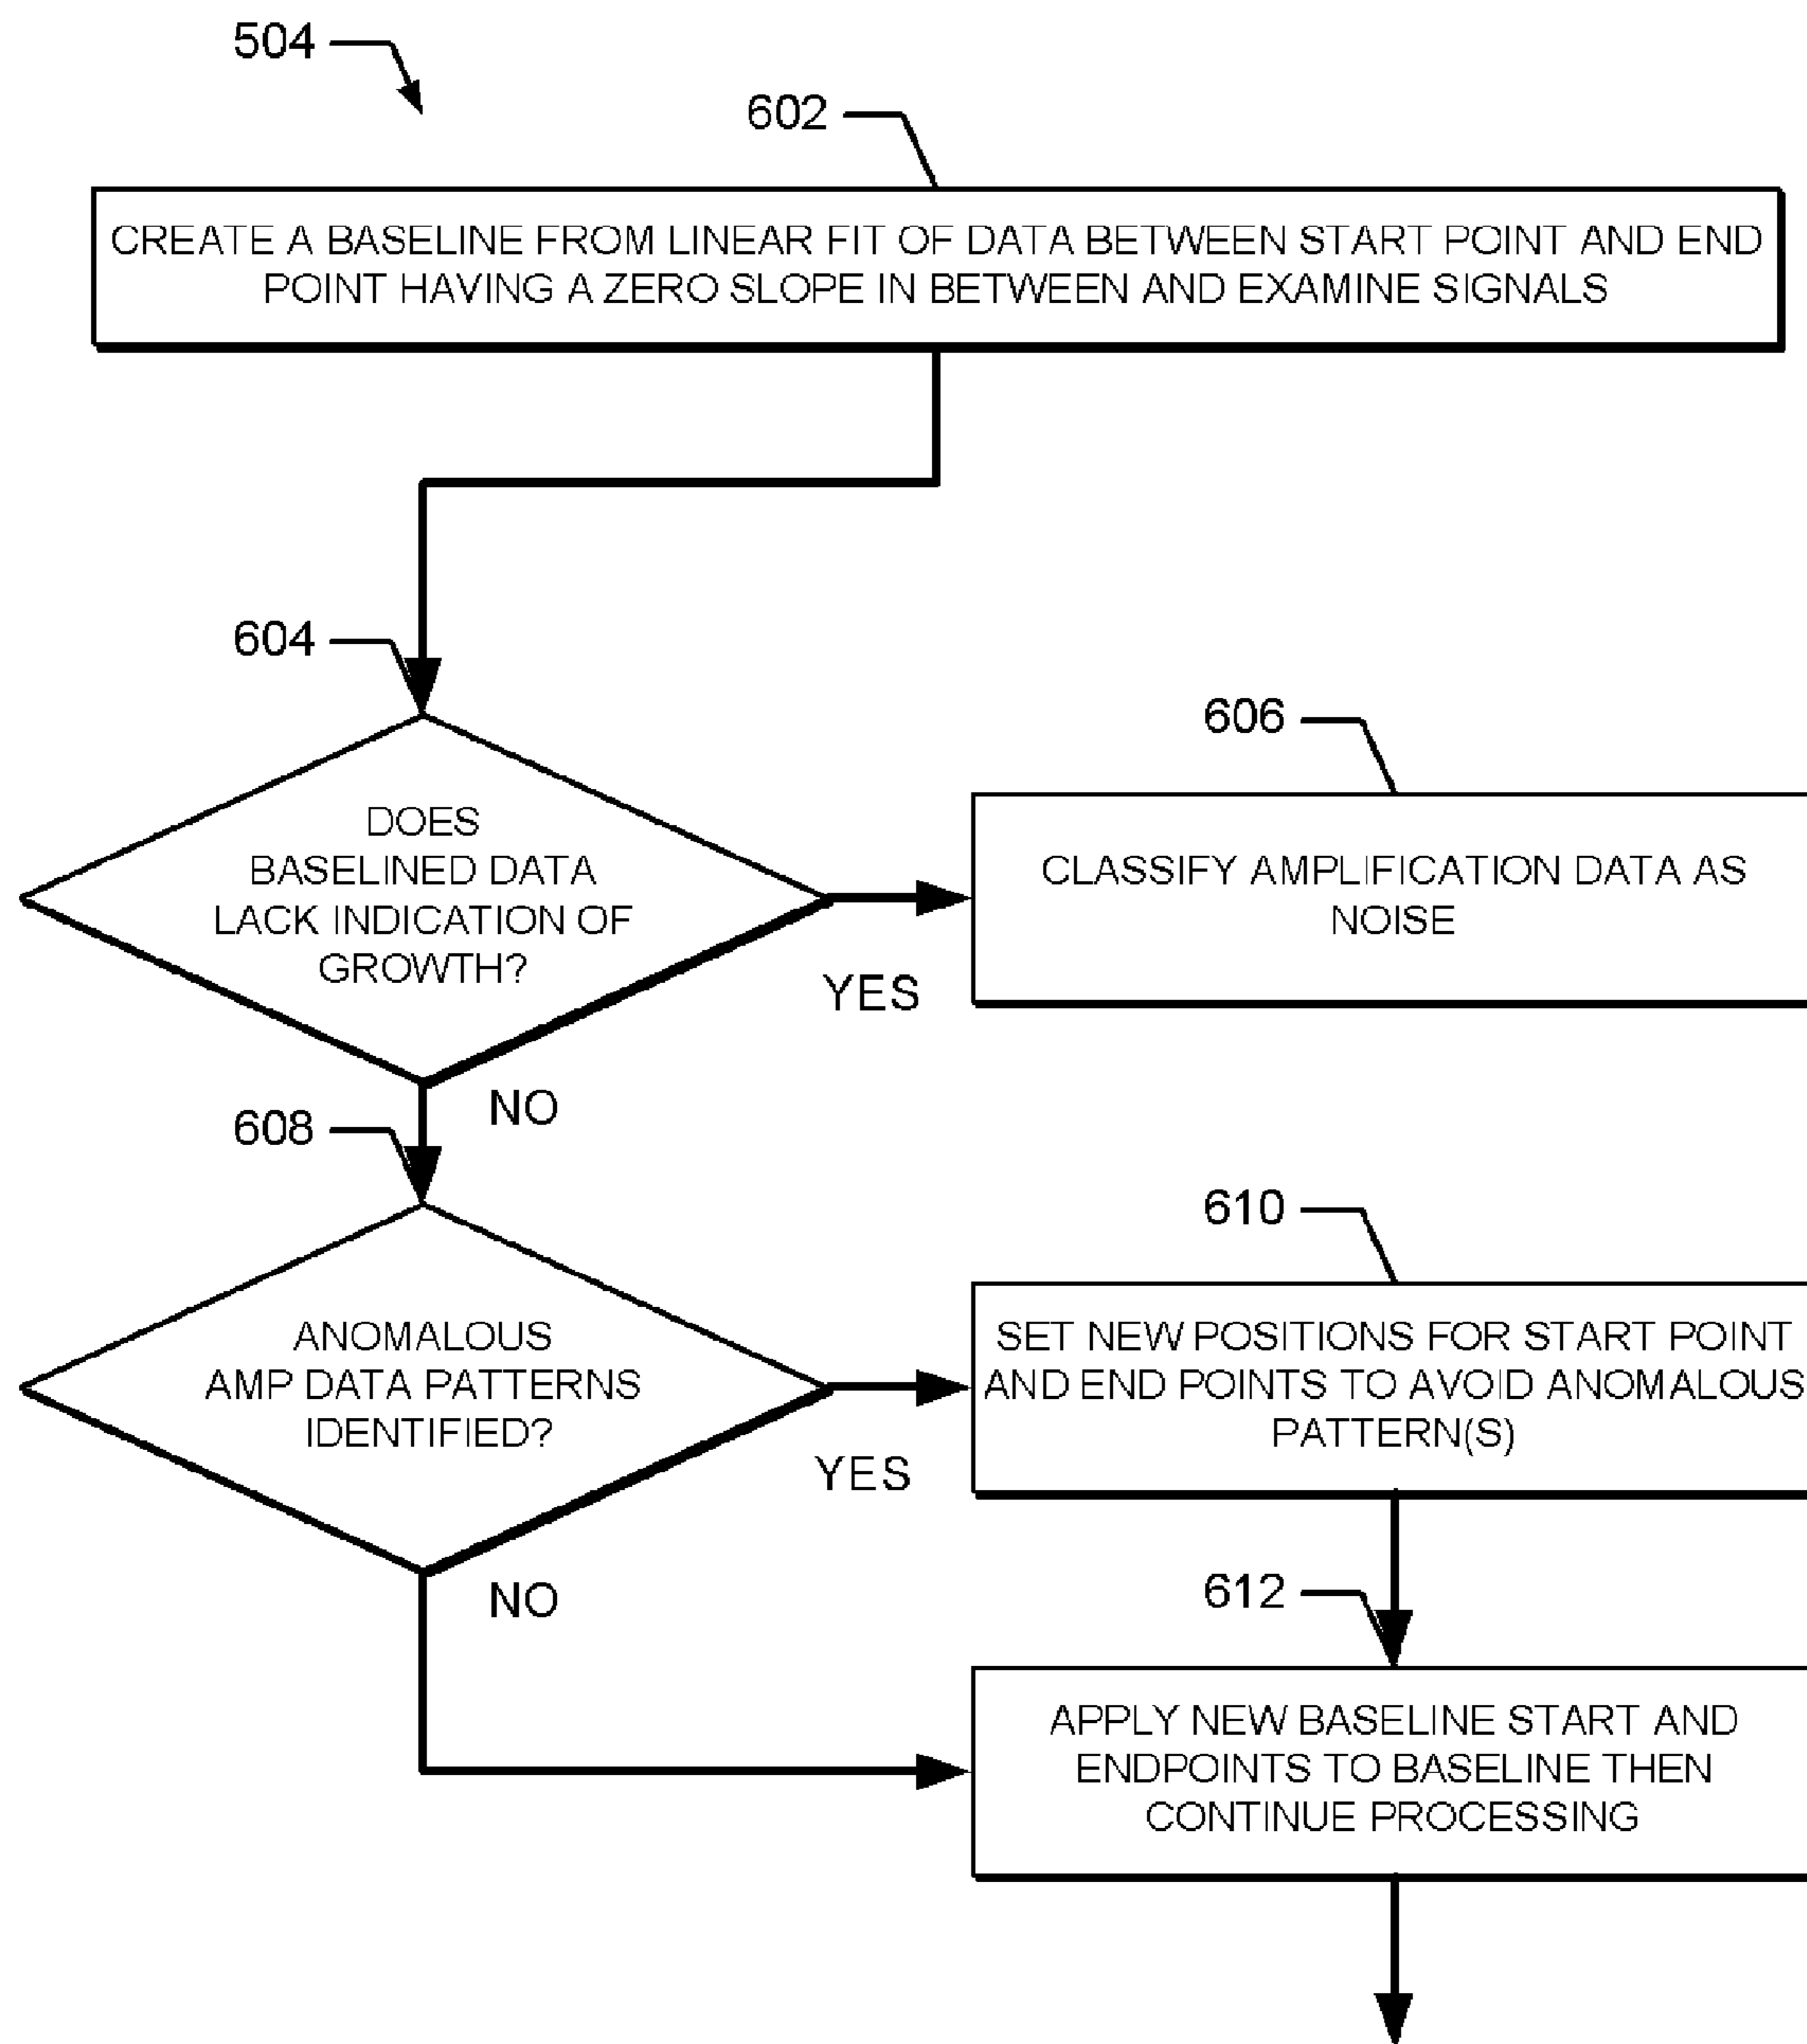 504
602
CREATE A BASELINE FROM LINEAR FIT OF DATA BETWEEN START POINT AND END
POINT HAVING A ZERO SLOPE IN BETWEEN AND EXAMINE SIGNALS
604
DOES
BASELINED DATA
LACK INDICATION OF
GROWTH?
YES
606
CLASSIFY AMPLIFICATION DATA AS
NOISE
NO
608
ANOMALOUS
AMP DATA PATTERNS
IDENTIFIED?
YES
610
SET NEW POSITIONS FOR START POINT
AND END POINTS TO AVOID ANOMALOUS
PATTERN(S)
NO
612
APPLY NEW BASELINE START AND
ENDPOINTS TO BASELINE THEN
CONTINUE PROCESSING